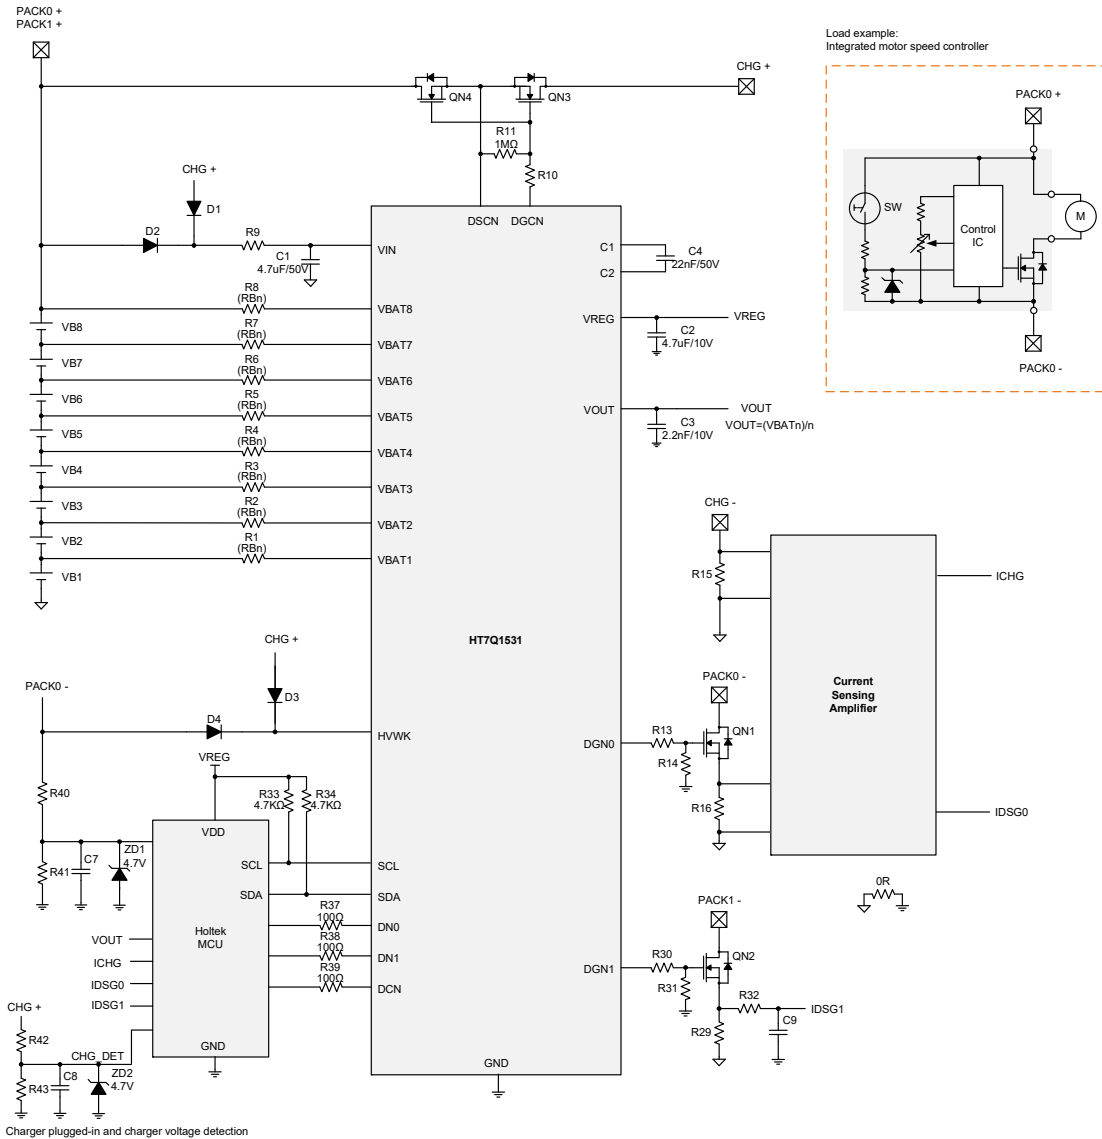 PACK0 +
PACK1 +
Load example:
Integrated motor speed controller
CHG +
QN4
QN3
PACK0 +
R11
1MΩ
R10
CHG +
D1
DSCN
DGCN
SW
Control
IC
M
D2
R9
C1
4.7uF/50V
VIN
C1
C2
C4
22nF/50V
R8
(RBn)
VBAT8
VREG
VREG
C2
4.7uF/10V
VB8
R7
(RBn)
VBAT7
VB7
R6
(RBn)
VBAT6
PACK0 -
VB6
R5
(RBn)
VBAT5
VOUT
VOUT
VOUT=(VBATn)/n
C3
2.2nF/10V
VB5
R4
(RBn)
VBAT4
VB4
R3
(RBn)
VBAT3
VB3
R2
(RBn)
VBAT2
VB2
R1
(RBn)
VBAT1
VB1
CHG -
R15
ICHG
HT7Q1531
CHG +
D3
PACK0 -
D4
HVWK
Current
Sensing
Amplifier
PACK0 -
DGN0
R13
QN1
R14
R16
IDSG0
VREG
R33
4.7KΩ
R34
4.7KΩ
R40
VDD
R41
C7
ZD1
4.7V
SCL
SCL
SDA
SDA
0R
R37
100Ω
DN0
Holtek
MCU
R38
100Ω
DN1
R39
100Ω
DCN
VOUT
ICHG
IDSG0
IDSG1
PACK1 -
DGN1
R30
QN2
R31
R32
IDSG1
R29
C9
CHG +
R42
CHG_DET
GND
GND
R43
C8
ZD2
4.7V
Charger plugged-in and charger voltage detection